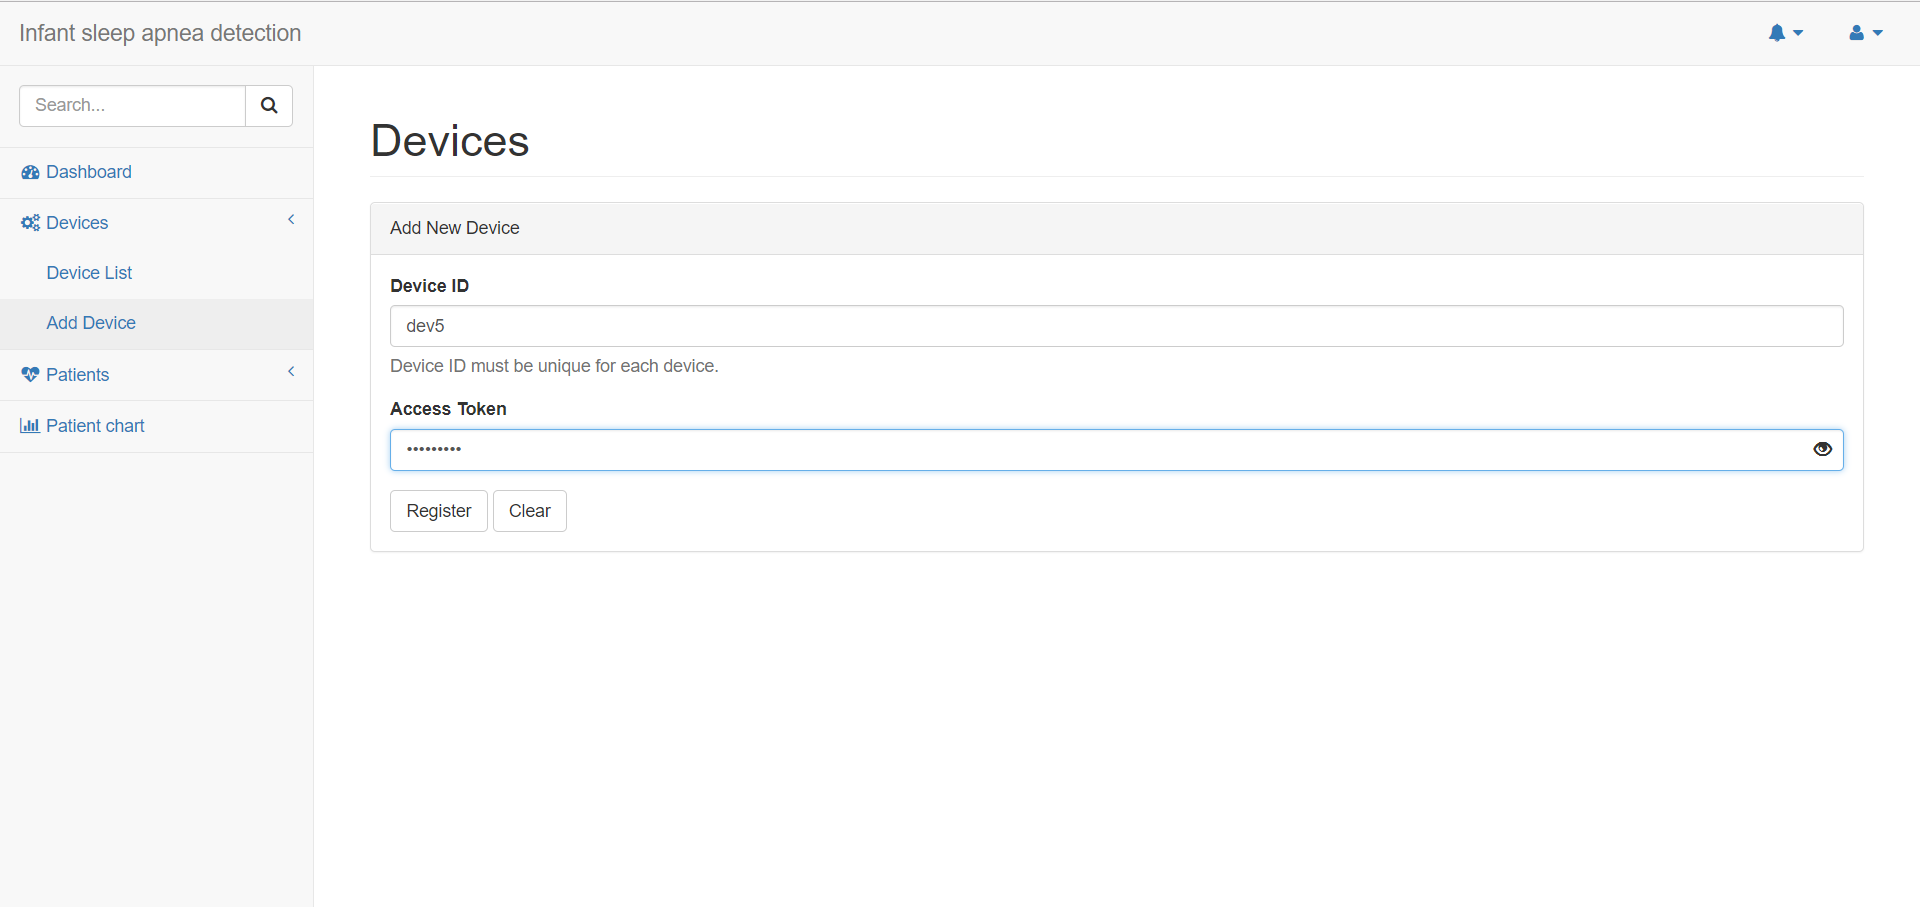 Infant sleep apnea detection
Search...
Dashboard
Devices
Device List
Add Device
Patients
Patient chart
Devices
Add New Device
Device ID
dev5
Device ID must be unique for each device.
Access Token
•••••••••
Register Clear